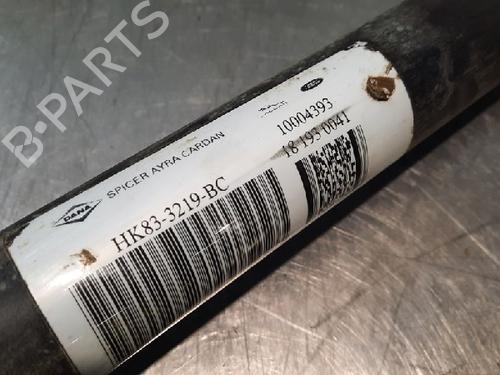 B-PARTS
DANA
SPICER AYRA CARDAN
HK83-3219-BC
10004393
18 193 0041